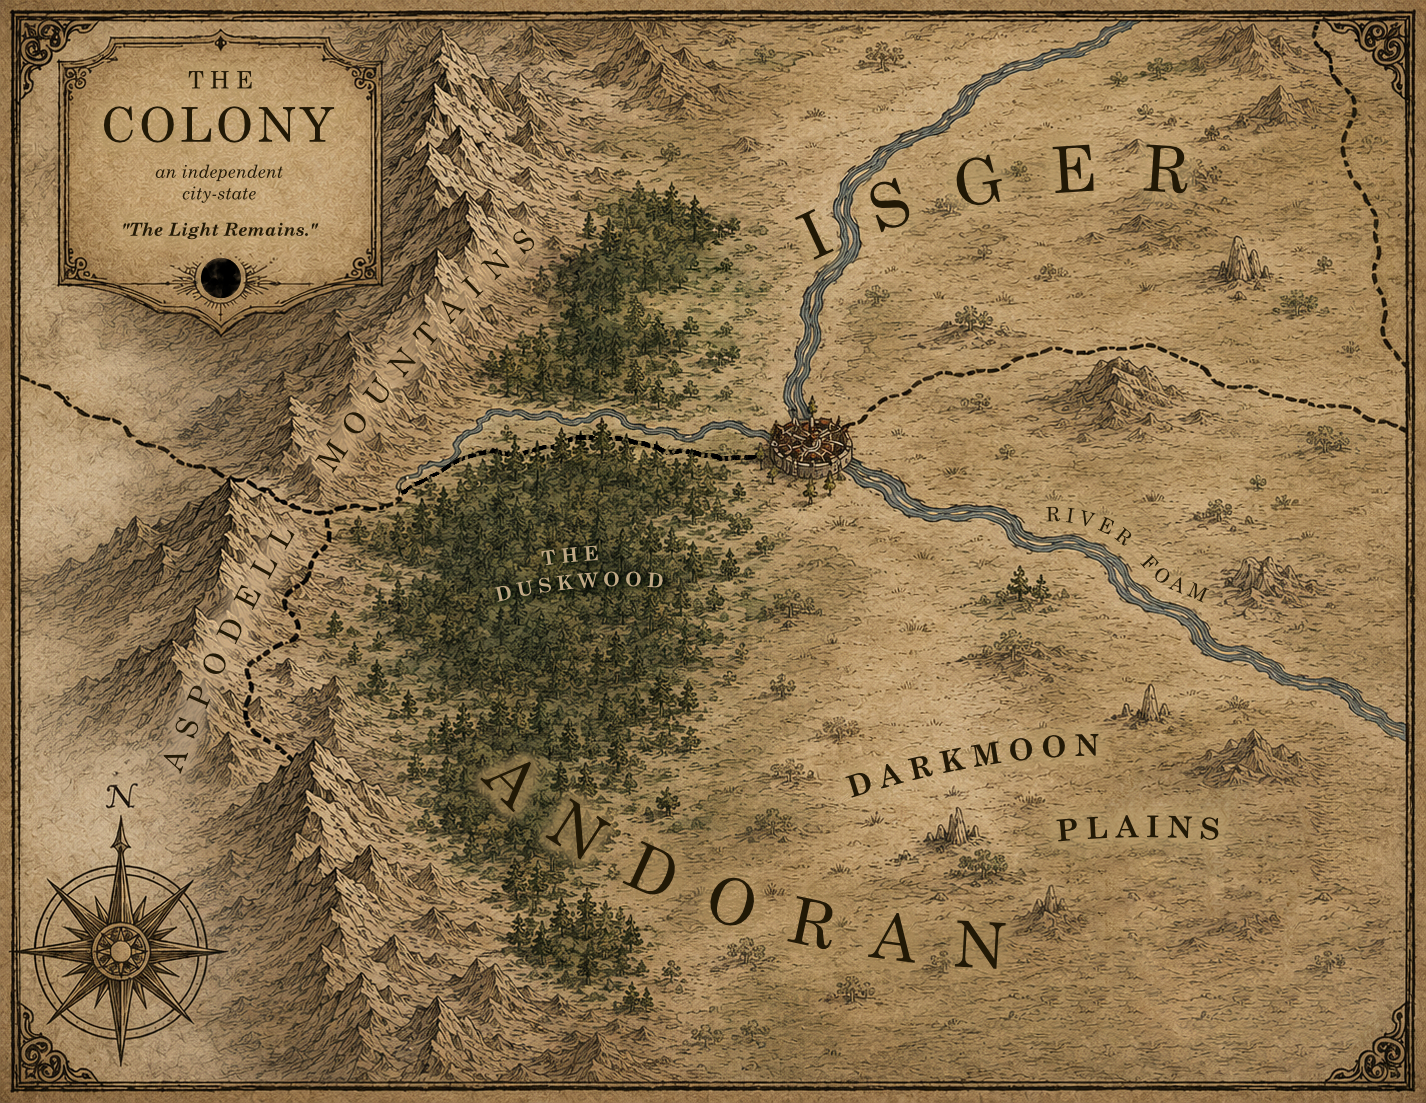 THE
COLONY
an independent
city-state
"The Light Remains."
ISGER
ASPODELL MOUNTAINS
RIVER FOAM
THE
DUSKWOOD
DARKMOON
PLAINS
ANDORAN
N